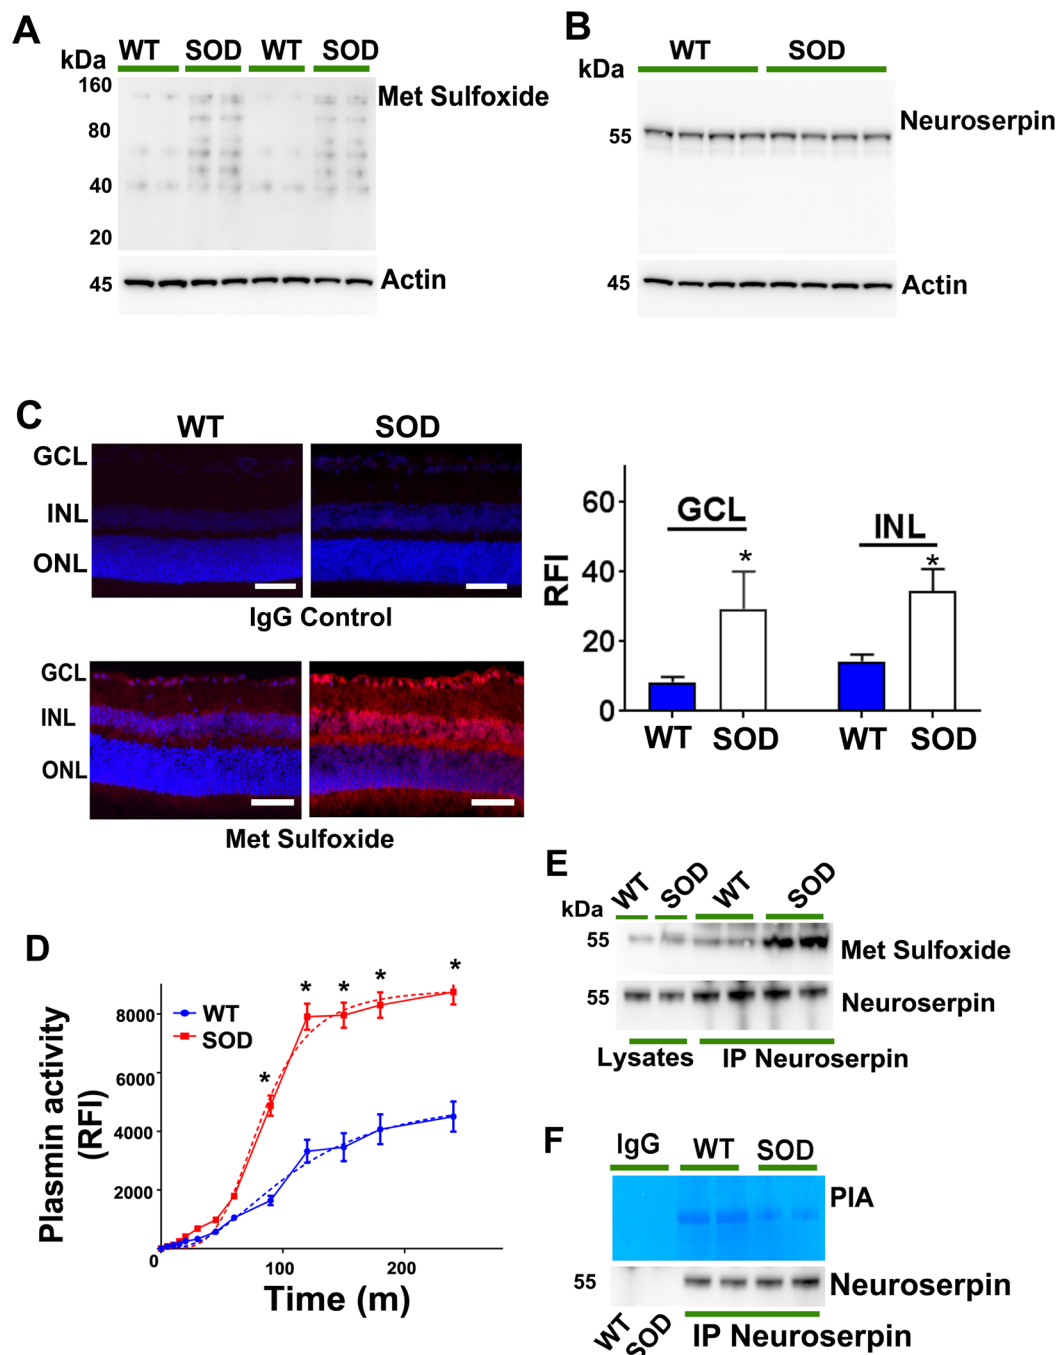 A
WT SOD WT SOD
kDa
160
Met Sulfoxide
80
40
20
45
Actin
B
WT SOD
kDa
55
Neuroserpin
45
Actin
C
WT SOD
GCL
INL
ONL
IgG Control
GCL
INL
ONL
Met Sulfoxide
RFI
60
40
20
0
GCL
INL
*
*
WT SOD WT SOD
D
Plasmin activity
(RFI)
8000
6000
4000
2000
0
WT
SOD
* * * * *
100 200
Time (m)
E
WT SOD WT SOD
kDa
55
Met Sulfoxide
55
Neuroserpin
Lysates IP Neuroserpin
F
IgG WT SOD
PIA
55
Neuroserpin
WT SOD
IP Neuroserpin